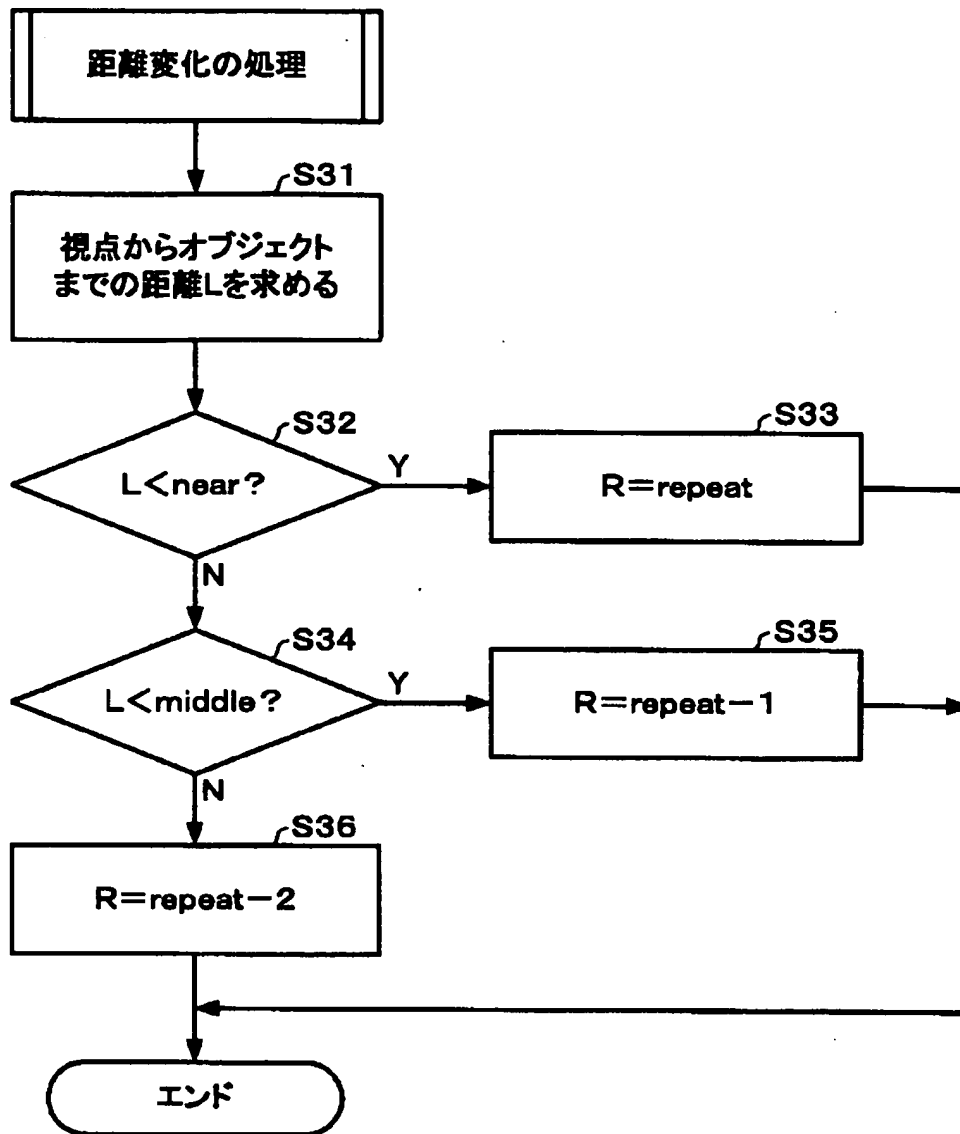 距離変化の処理
S31
視点からオブジェクト
までの距離Lを求める
S32
L<near?
Y
S33
R=repeat
N
S34
L<middle?
Y
S35
R=repeat-1
N
S36
R=repeat-2
エンド